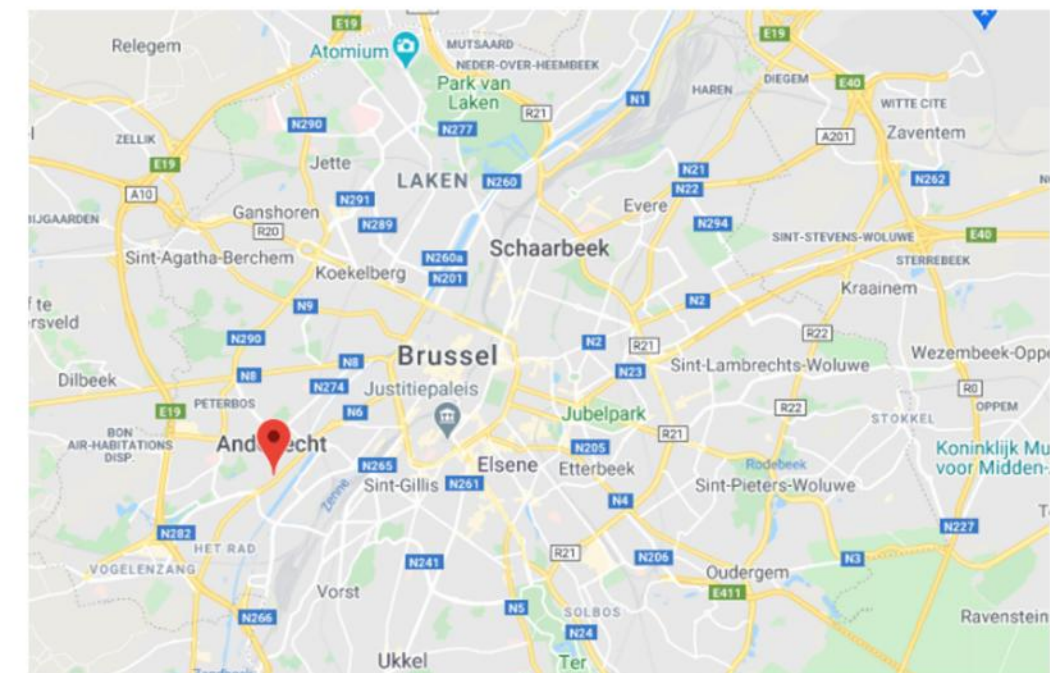 E19
E19
Relegem
Atomium
MUTSAARD
NEDER-OVER-HEEMBEEK
Park van
Laken
HAREN
DIEGEM
E40
N1
WITTE CITE
R21
N290
N277
A201
Zaventem
ZELLIK
E19
Jette
N21
N22
N262
LAKEN
N260
A10
N291
N289
Evere
N294
Ganshoren
R20
Schaarbeek
SINT-STEVENS-WOLUWE
E40
Sint-Agatha-Berchem
N260a
N201
STERREBEEK
Koekelberg
Kraainem
N9
N2
N290
R22
N2
R21
Brussel
N8
N8
N23
Sint-Lambrechts-Woluwe
Dilbeek
N274
Justitiepaleis
R0
PETERBOS
OPPEM
E19
N6
Jubelpark
R22
STOKKEL
BON
AIR-HABITATIONS
DISP.
R21
N205
N265
Elsene
Etterbeek
Rodebeek
voor Midden-
Sint-Gillis
N261
Sint-Pieters-Woluwe
Zenne
N4
N282
N227
HET RAD
R21
N206
N3
VOGELENZANG
N241
Oudergem
Vorst
E411
N5
SOLBOS
N266
Ravenstein
N24
Ukkel
Ter